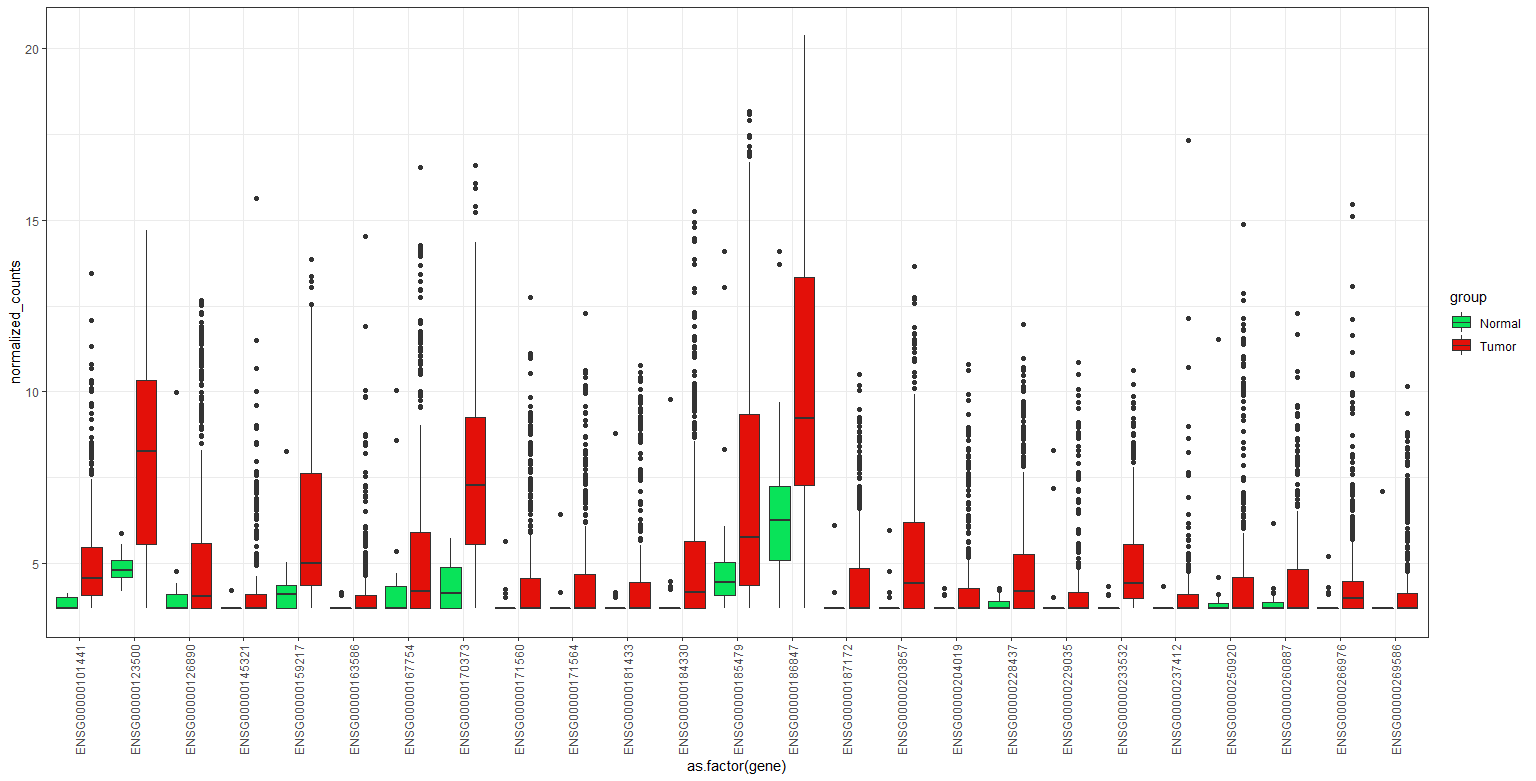 normalized_counts
20
15
10
5
ENSG00000101441
ENSG00000123500
ENSG00000126890
ENSG00000145321
ENSG00000159217
ENSG00000163586
ENSG00000167754
ENSG00000170373
ENSG00000171560
ENSG00000171564
ENSG00000181433
ENSG00000184330
ENSG00000185479
ENSG00000186847
ENSG00000187172
ENSG00000203857
ENSG00000204019
ENSG00000228437
ENSG00000229035
ENSG00000233532
ENSG00000237412
ENSG00000250920
ENSG00000260887
ENSG00000266976
ENSG00000269586
as.factor(gene)
group
Normal
Tumor